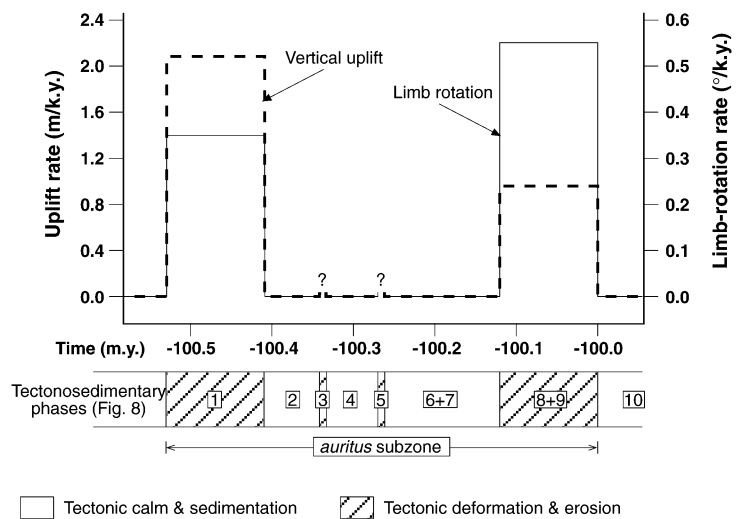 2.4
2.0
1.6
1.2
0.8
0.4
0.0
Uplift rate (m/k.y.)
Vertical uplift
Limb rotation
?
?
0.6
0.5
0.4
0.3
0.2
0.1
0.0
Limb-rotation rate (°/k.y.)
Time (m.y.) -100.5 -100.4 -100.3 -100.2 -100.1 -100.0
Tectonosedimentary
phases (Fig. 8)
1 2 3 4 5 6+7 8+9 10
auritus subzone
Tectonic calm & sedimentation
Tectonic deformation & erosion